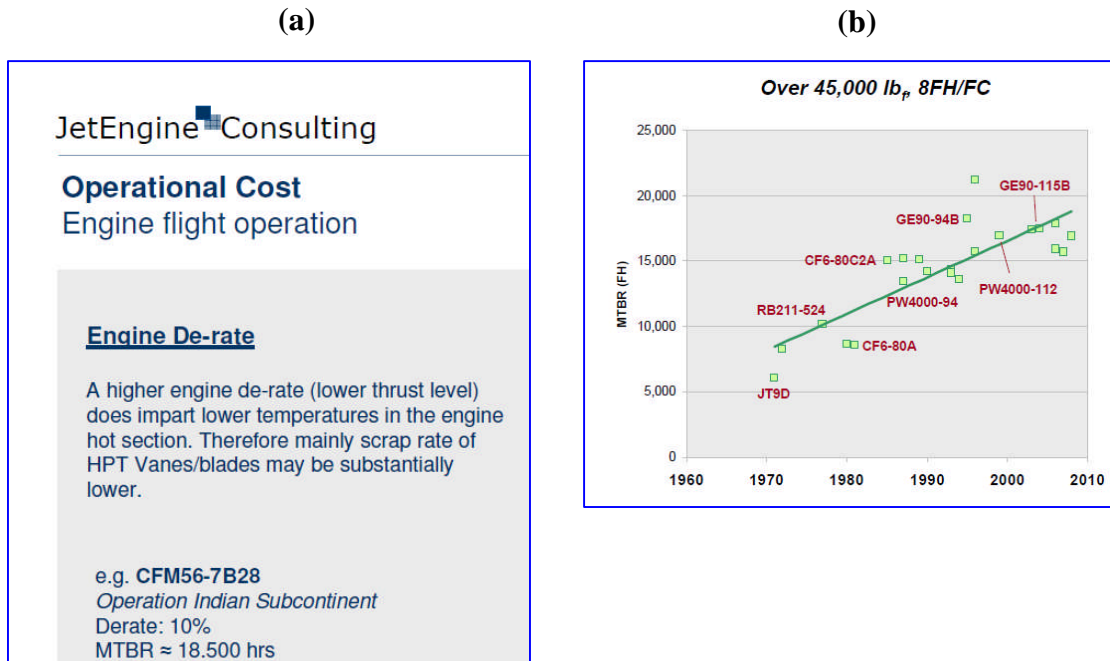 (a)
JetEngine Consulting
Operational Cost
Engine flight operation
Engine De-rate
A higher engine de-rate (lower thrust level)
does impart lower temperatures in the engine
hot section. Therefore mainly scrap rate of
HPT Vanes/blades may be substantially
lower.
e.g. CFM56-7B28
Operation Indian Subcontinent
Derate: 10%
MTBR ≈ 18.500 hrs
(b)
Over 45,000 lbf, 8FH/FC
MTBR (FH)
25,000
20,000
15,000
10,000
5,000
0
GE90-115B
GE90-94B
CF6-80C2A
PW4000-112
PW4000-94
RB211-524
CF6-80A
JT9D
1960 1970 1980 1990 2000 2010